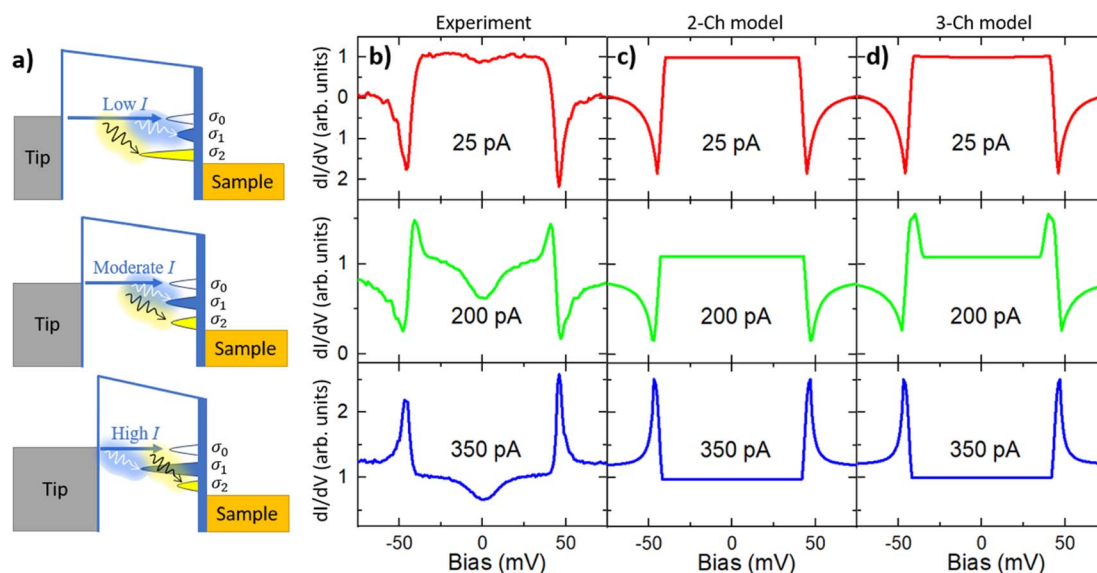 Experiment
2-Ch model
3-Ch model
a)
Low I
σ0
σ1
σ2
Tip
Sample
Moderate I
σ0
σ1
σ2
Tip
Sample
High I
σ0
σ1
σ2
Tip
Sample
b)
c)
d)
dI/dV (arb. units)
1
0
1
2
25 pA
25 pA
25 pA
dI/dV (arb. units)
1
0
200 pA
200 pA
200 pA
dI/dV (arb. units)
2
1
350 pA
350 pA
350 pA
-50 0 50
-50 0 50
-50 0 50
Bias (mV)
Bias (mV)
Bias (mV)